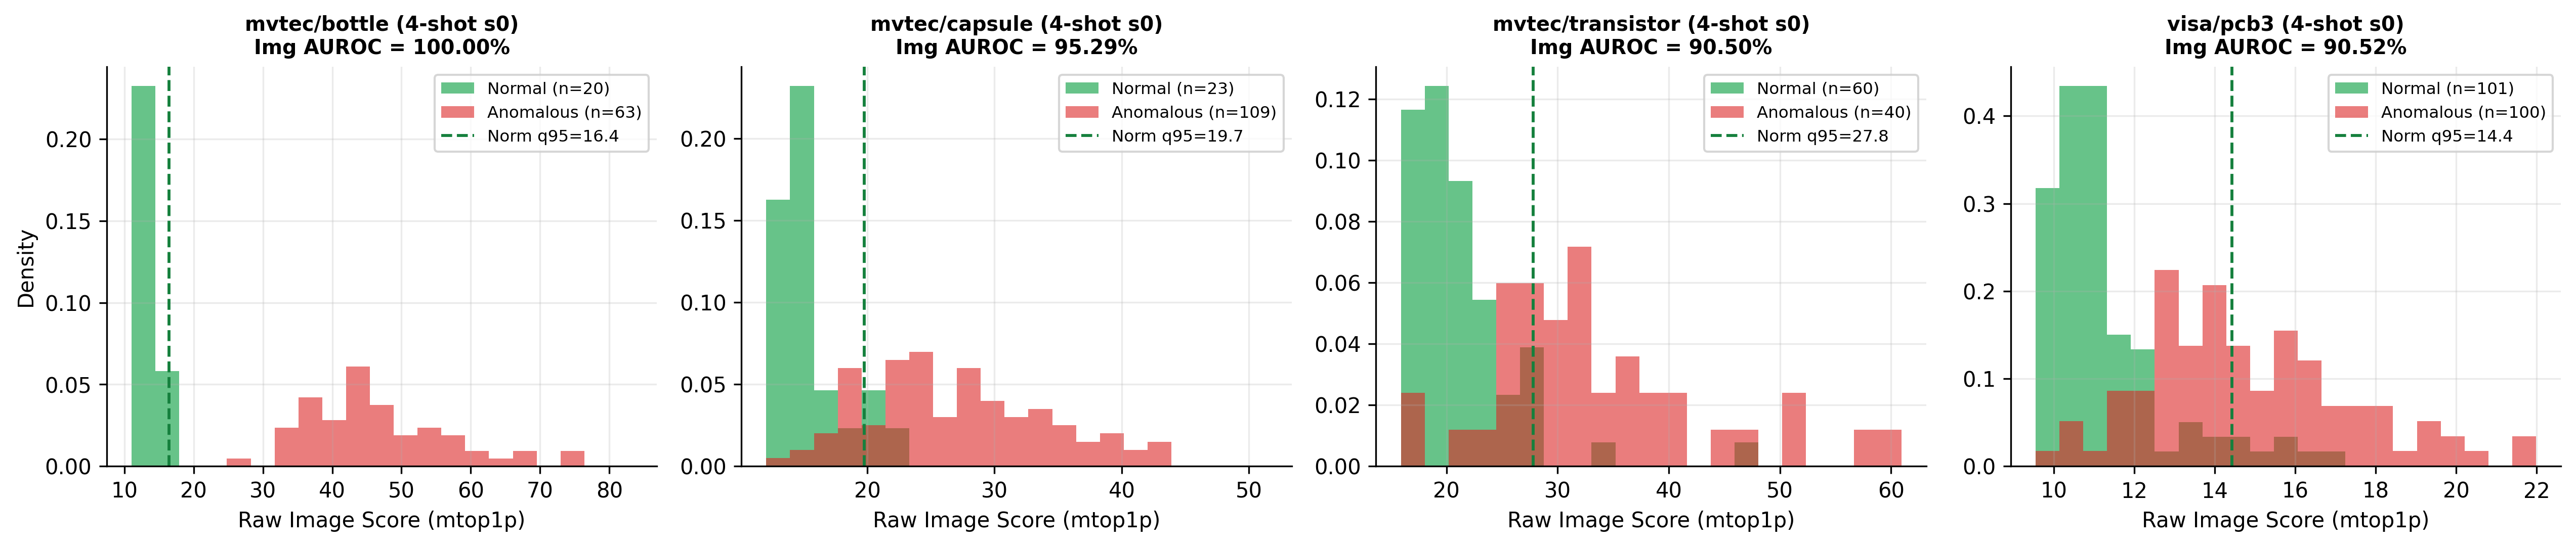 mvtec/bottle (4-shot s0)
Img AUROC = 100.00%
Normal (n=20)
Anomalous (n=63)
Norm q95=16.4
Density
0.20
0.15
0.10
0.05
0.00
10 20 30 40 50 60 70 80
Raw Image Score (mtop1p)
mvtec/capsule (4-shot s0)
Img AUROC = 95.29%
Normal (n=23)
Anomalous (n=109)
Norm q95=19.7
0.20
0.15
0.10
0.05
0.00
20 30 40 50
Raw Image Score (mtop1p)
mvtec/transistor (4-shot s0)
Img AUROC = 90.50%
Normal (n=60)
Anomalous (n=40)
Norm q95=27.8
0.12
0.10
0.08
0.06
0.04
0.02
0.00
20 30 40 50 60
Raw Image Score (mtop1p)
visa/pcb3 (4-shot s0)
Img AUROC = 90.52%
Normal (n=101)
Anomalous (n=100)
Norm q95=14.4
0.4
0.3
0.2
0.1
0.0
10 12 14 16 18 20 22
Raw Image Score (mtop1p)